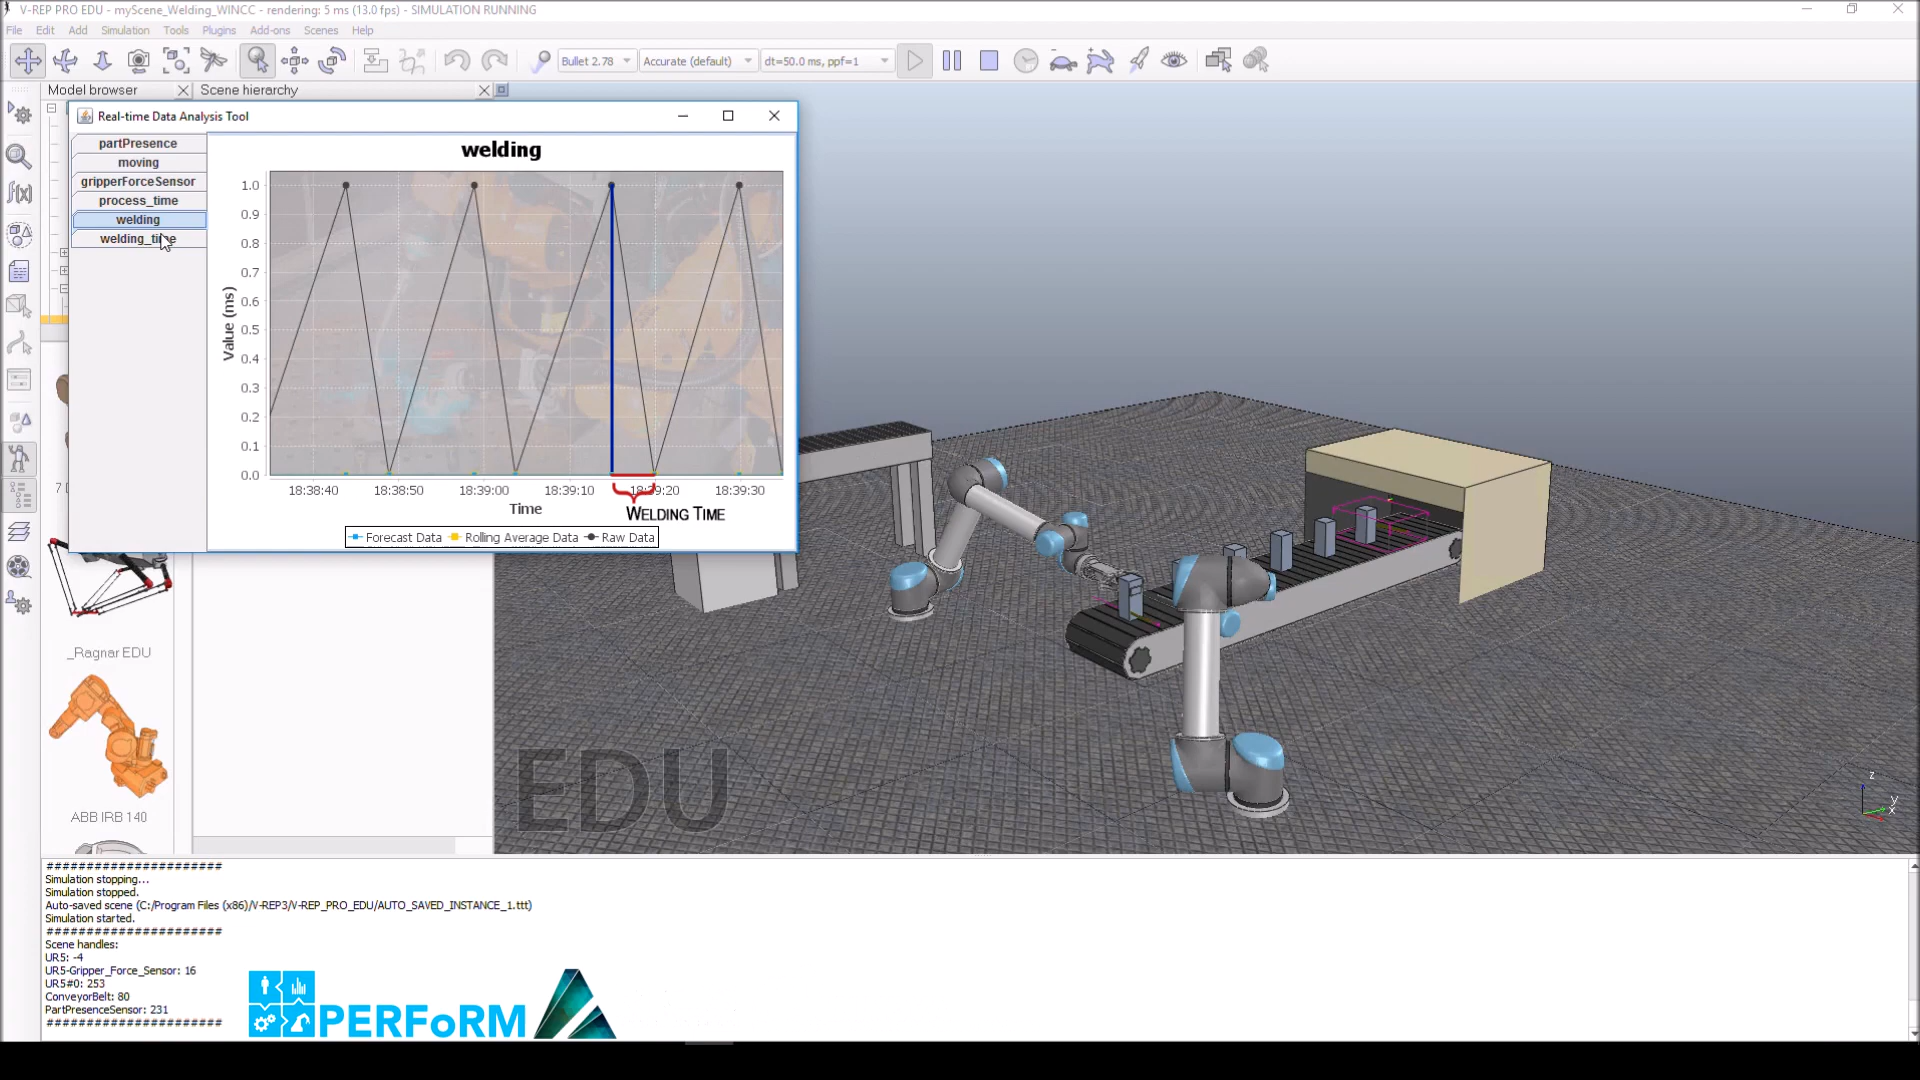 V-REP PRO EDU - myScene_Welding_WINCC - rendering: 5 ms (13.0 fps) - SIMULATION RUNNING
File Edit Add Simulation Tools Plugins Add-ons Scenes Help
Bullet 2.78 Accurate (default) dt=50.0 ms, ppf=1
f(x)
Model browser Scene hierarchy
Real-time Data Analysis Tool
partPresence
moving
gripperForceSensor
process_time
welding
welding_time
welding
Value (ms)
1.0
0.9
0.8
0.7
0.6
0.5
0.4
0.3
0.2
0.1
0.0
18:38:40 18:38:50 18:39:00 18:39:10 18:39:20 18:39:30
Time
WELDING TIME
Forecast Data Rolling Average Data Raw Data
_Ragnar EDU
ABB IRB 140
EDU
z
y
x
######################
Simulation stopping...
Simulation stopped.
Auto-saved scene (C:/Program Files (x86)/V-REP3/V-REP_PRO_EDU/AUTO_SAVED_INSTANCE_1.ttt)
Simulation started.
######################
Scene handles:
UR5: -4
UR5-Gripper_Force_Sensor: 16
UR5#0: 253
ConveyorBelt: 80
PartPresenceSensor: 231
######################
PERFoRM